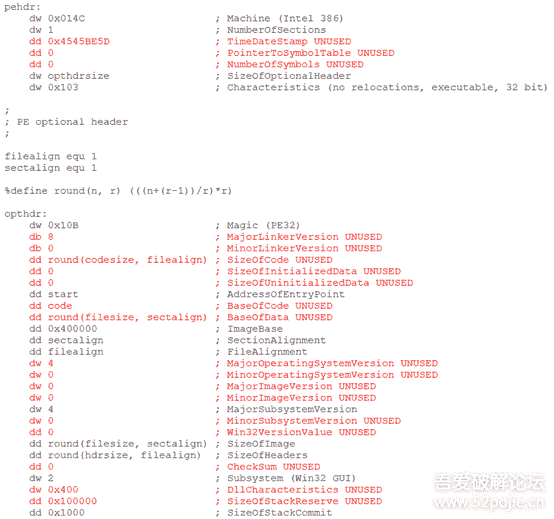 pehdr:
    dw 0x014C                 ; Machine (Intel 386)
    dw 1                      ; NumberOfSections
    dd 0x4545BE5D             ; TimeDateStamp UNUSED
    dd 0                      ; PointerToSymbolTable UNUSED
    dd 0                      ; NumberOfSymbols UNUSED
    dw opthdrsize             ; SizeOfOptionalHeader
    dw 0x103                  ; Characteristics (no relocations, executable, 32 bit)
;
; PE optional header
;
filealign equ 1
sectalign equ 1
%define round(n, r) (((n+(r-1))/r)*r)
opthdr:
    dw 0x10B                  ; Magic (PE32)
    db 8                      ; MajorLinkerVersion UNUSED
    db 0                      ; MinorLinkerVersion UNUSED
    dd round(codesize, filealign) ; SizeOfCode UNUSED
    dd 0                      ; SizeOfInitializedData UNUSED
    dd 0                      ; SizeOfUninitializedData UNUSED
    dd start                  ; AddressOfEntryPoint
    dd code                   ; BaseOfCode UNUSED
    dd round(filesize, sectalign) ; BaseOfData UNUSED
    dd 0x400000               ; ImageBase
    dd sectalign              ; SectionAlignment
    dd filealign              ; FileAlignment
    dw 4                      ; MajorOperatingSystemVersion UNUSED
    dw 0                      ; MinorOperatingSystemVersion UNUSED
    dw 0                      ; MajorImageVersion UNUSED
    dw 0                      ; MinorImageVersion UNUSED
    dw 4                      ; MajorSubsystemVersion
    dw 0                      ; MinorSubsystemVersion UNUSED
    dd 0                      ; Win32VersionValue UNUSED
    dd round(filesize, sectalign) ; SizeOfImage
    dd round(hdrsize, filealign)  ; SizeOfHeaders
    dd 0                      ; CheckSum UNUSED
    dw 2                      ; Subsystem (Win32 GUI)
    dw 0x400                  ; DllCharacteristics UNUSED
    dd 0x100000               ; SizeOfStackReserve UNUSED
    dd 0x1000                 ; SizeOfStackCommit
吾爱破解论坛
www.52pojie.cn